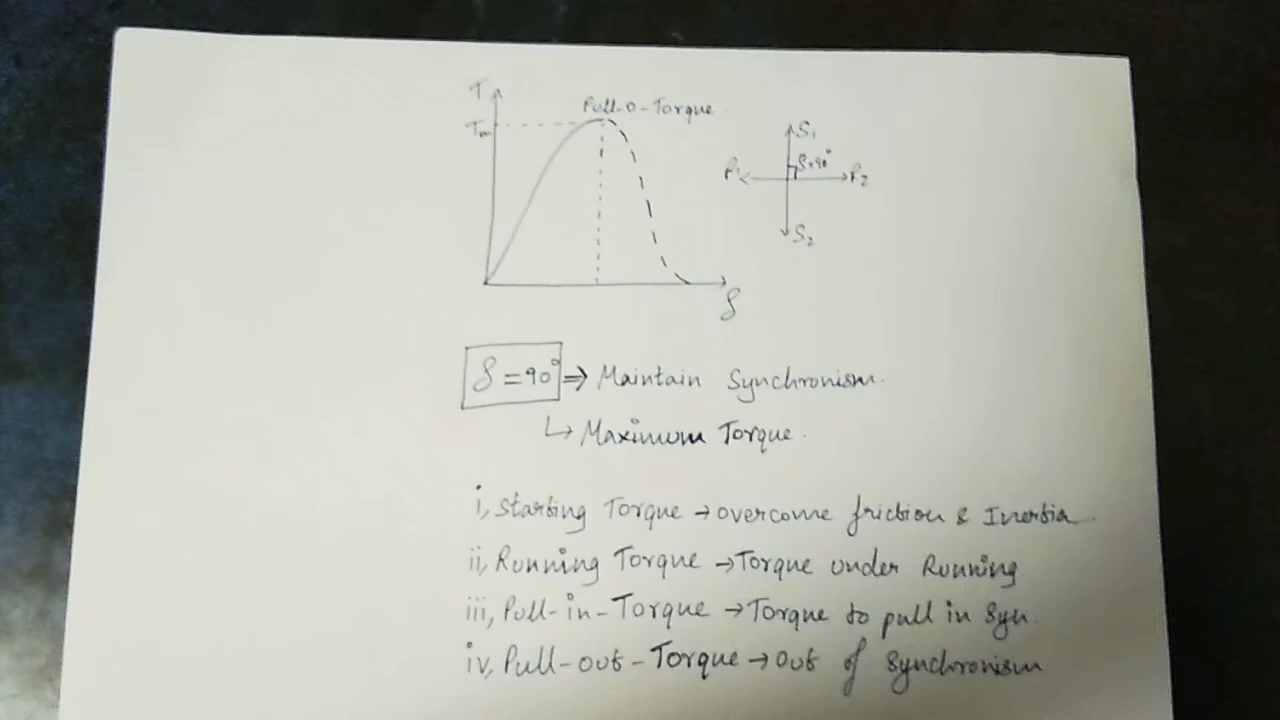 T
Pull-o-Torque
Tm
S1
δ=90°
P1
P2
S2
δ
δ=90° ⇒ Maintain Synchronism.
↳ Maximum Torque.
i, Starting Torque → overcome friction & Inertia
ii, Running Torque → Torque under Running
iii, Pull-in-Torque → Torque to pull in Syn.
iv, Pull-out-Torque → Out of Synchronism